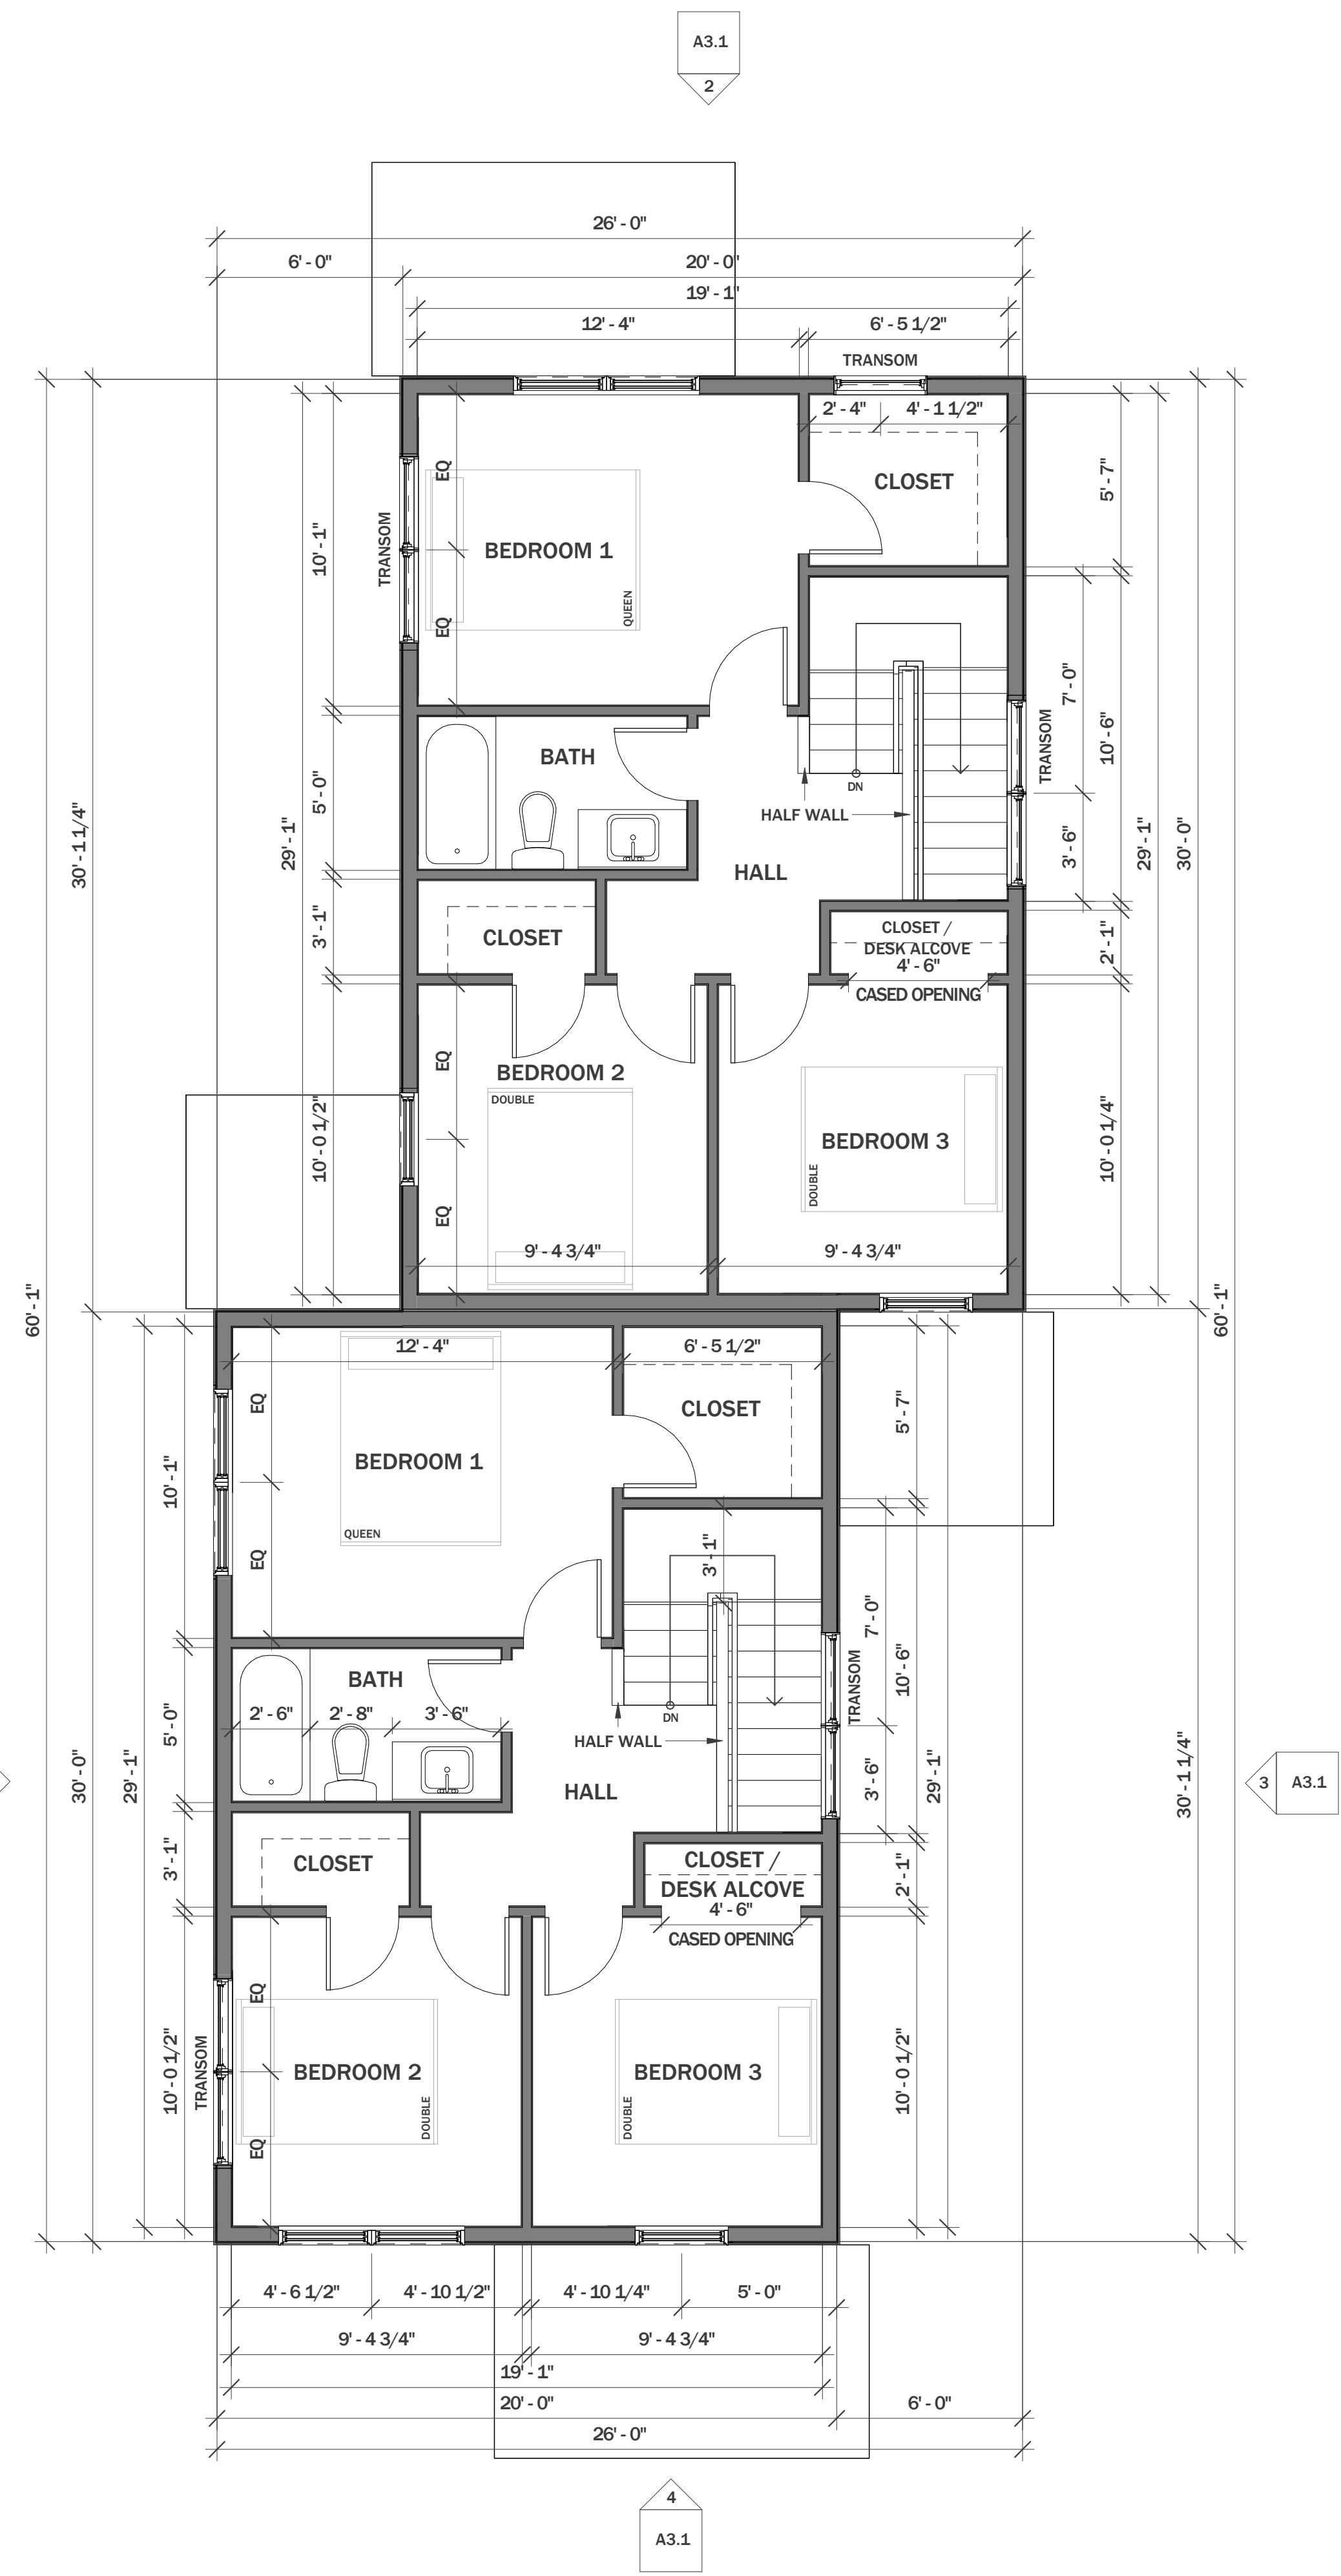 A3.1
2
26' - 0"
6' - 0"
20' - 0"
19' - 1"
12' - 4"
6' - 5 1/2"
TRANSOM
2' - 4"
4' - 1 1/2"
CLOSET
5' - 7"
EQ
TRANSOM
10' - 1"
BEDROOM 1
QUEEN
EQ
7' - 0"
TRANSOM
10' - 6"
BATH
DN
HALF WALL
5' - 0"
30' - 1 1/4"
29' - 1"
3' - 6"
29' - 1"
30' - 0"
HALL
3' - 1"
CLOSET
CLOSET /
DESK ALCOVE
4' - 6"
CASED OPENING
2' - 1"
EQ
BEDROOM 2
DOUBLE
10' - 0 1/2"
BEDROOM 3
DOUBLE
10' - 0 1/4"
EQ
9' - 4 3/4"
9' - 4 3/4"
60' - 1"
60' - 1"
12' - 4"
6' - 5 1/2"
EQ
CLOSET
5' - 7"
BEDROOM 1
10' - 1"
QUEEN
EQ
3' - 1"
7' - 0"
10' - 6"
TRANSOM
BATH
2' - 6"
2' - 8"
3' - 6"
DN
HALF WALL
5' - 0"
30' - 0"
29' - 1"
3' - 6"
29' - 1"
30' - 1 1/4"
3
A3.1
HALL
3' - 1"
CLOSET
CLOSET /
DESK ALCOVE
4' - 6"
CASED OPENING
2' - 1"
EQ
10' - 0 1/2"
TRANSOM
BEDROOM 2
DOUBLE
BEDROOM 3
DOUBLE
10' - 0 1/2"
EQ
4' - 6 1/2"
4' - 10 1/2"
4' - 10 1/4"
5' - 0"
9' - 4 3/4"
9' - 4 3/4"
19' - 1"
20' - 0"
6' - 0"
26' - 0"
4
A3.1